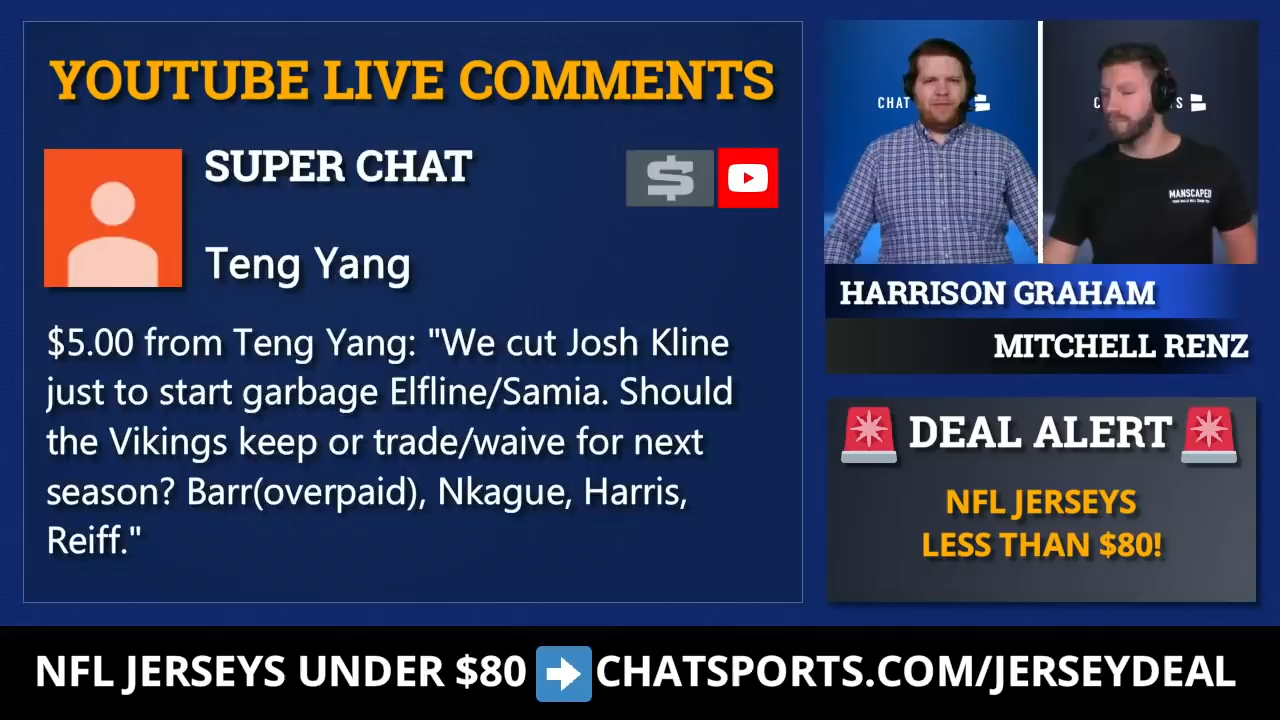 YOUTUBE LIVE COMMENTS
SUPER CHAT
Teng Yang
$5.00 from Teng Yang: "We cut Josh Kline
just to start garbage Elfline/Samia. Should
the Vikings keep or trade/waive for next
season? Barr(overpaid), Nkague, Harris,
Reiff."
CHAT
S
MANSCAPED
HARRISON GRAHAM
MITCHELL RENZ
DEAL ALERT
NFL JERSEYS
LESS THAN $80!
NFL JERSEYS UNDER $80 ➡ CHATSPORTS.COM/JERSEYDEAL